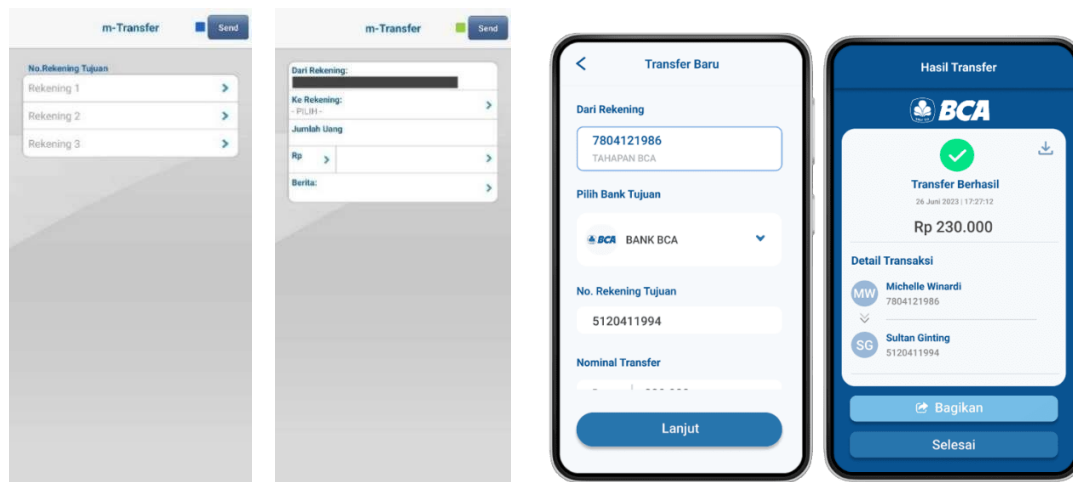 m-Transfer
Send
No.Rekening Tujuan
Rekening 1
Rekening 2
Rekening 3
m-Transfer
Send
Dari Rekening:
Ke Rekening:
- PILIH -
Jumlah Uang
Rp
Berita:
Transfer Baru
Dari Rekening
7804121986
TAHAPAN BCA
Pilih Bank Tujuan
BCA BANK BCA
No. Rekening Tujuan
5120411994
Nominal Transfer
Lanjut
Hasil Transfer
BCA
Transfer Berhasil
26 Juni 2023 | 17:27:12
Rp 230.000
Detail Transaksi
MW
Michelle Winardi
7804121986
SG
Sultan Ginting
5120411994
Bagikan
Selesai